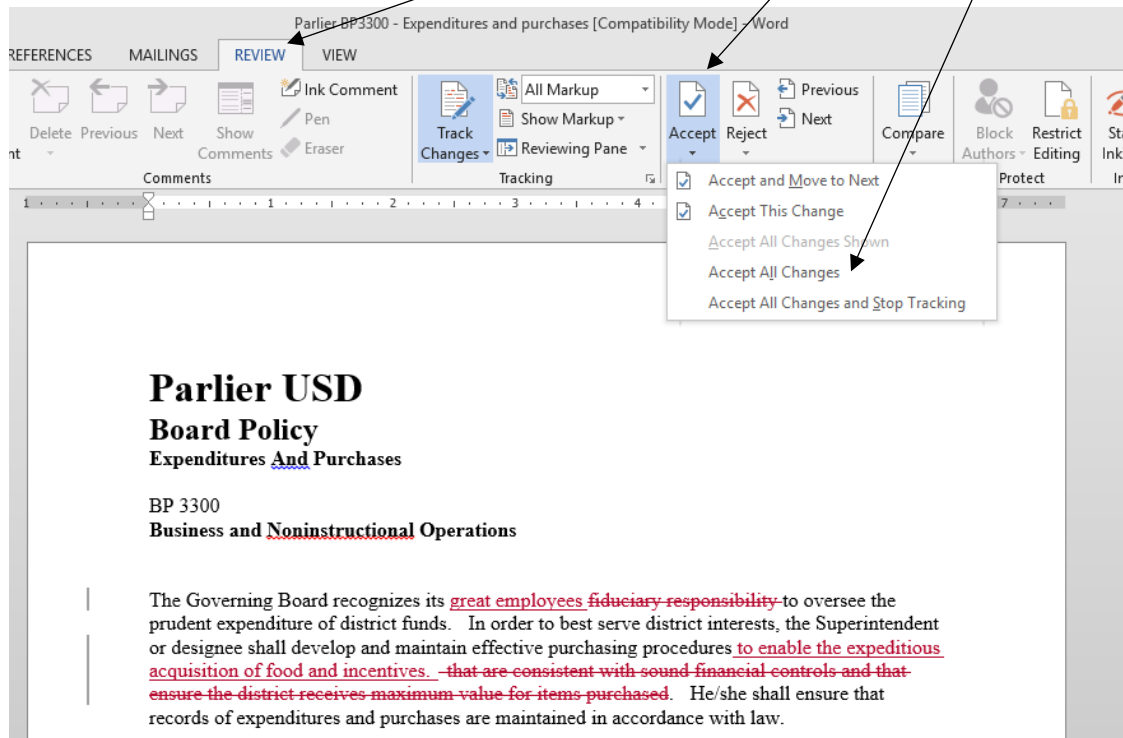 Parlier BP3300 - Expenditures and purchases [Compatibility Mode] - Word
REFERENCES MAILINGS REVIEW VIEW
Ink Comment
All Markup
Previous
Pen
Show Markup
Next
Delete Previous Next Show Comments
Eraser
Track Changes
Reviewing Pane
Accept Reject
Compare
Block Authors
Restrict Editing
Comments Tracking Protect
Accept and Move to Next
Accept This Change
Accept All Changes Shown
Accept All Changes
Accept All Changes and Stop Tracking
1 1 2 3 4 7
Parlier USD
Board Policy
Expenditures And Purchases
BP 3300
Business and Noninstructional Operations
The Governing Board recognizes its great employees fiduciary responsibility to oversee the
prudent expenditure of district funds. In order to best serve district interests, the Superintendent
or designee shall develop and maintain effective purchasing procedures to enable the expeditious
acquisition of food and incentives. that are consistent with sound financial controls and that
ensure the district receives maximum value for items purchased. He/she shall ensure that
records of expenditures and purchases are maintained in accordance with law.